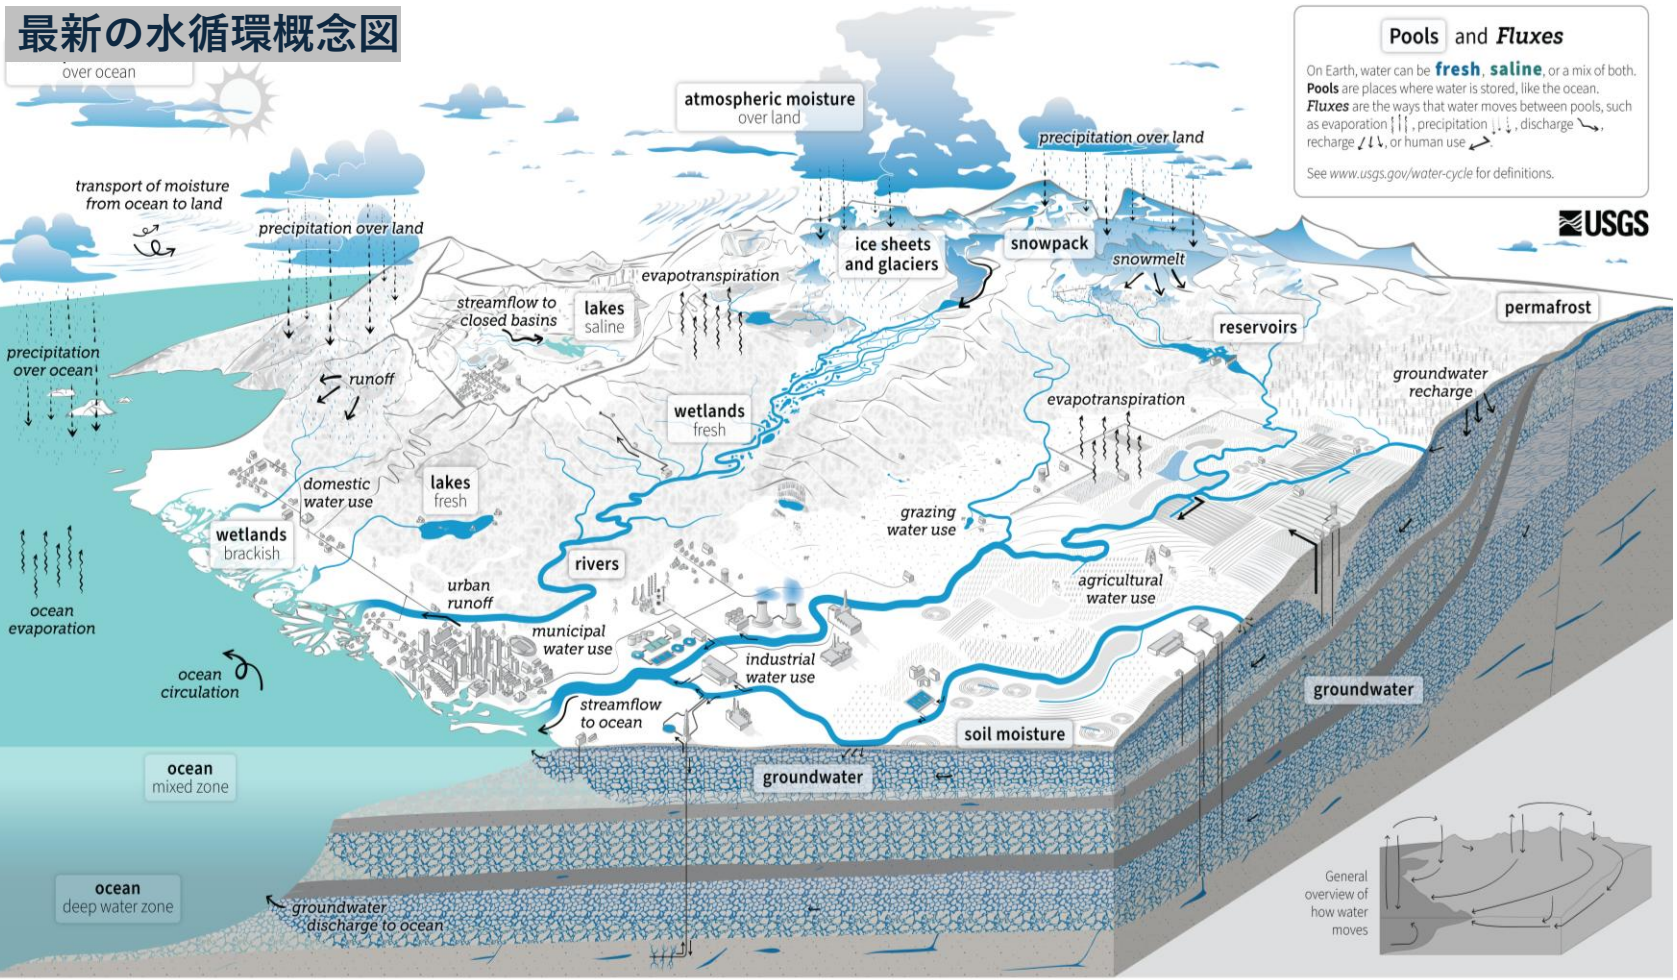 最新の水循環概念図
over ocean
atmospheric moisture
over land
precipitation over land
Pools and Fluxes
On Earth, water can be fresh, saline, or a mix of both.
Pools are places where water is stored, like the ocean.
Fluxes are the ways that water moves between pools, such
as evaporation, precipitation, discharge,
recharge, or human use.
See www.usgs.gov/water-cycle for definitions.
USGS
transport of moisture
from ocean to land
precipitation over land
ice sheets
and glaciers
snowpack
snowmelt
evapotranspiration
streamflow to
closed basins
lakes
saline
permafrost
reservoirs
precipitation
over ocean
runoff
groundwater
recharge
evapotranspiration
wetlands
fresh
domestic
water use
lakes
fresh
grazing
water use
wetlands
brackish
rivers
urban
runoff
agricultural
water use
ocean
evaporation
municipal
water use
industrial
water use
ocean
circulation
groundwater
streamflow
to ocean
soil moisture
ocean
mixed zone
groundwater
ocean
deep water zone
groundwater
discharge to ocean
General
overview of
how water
moves